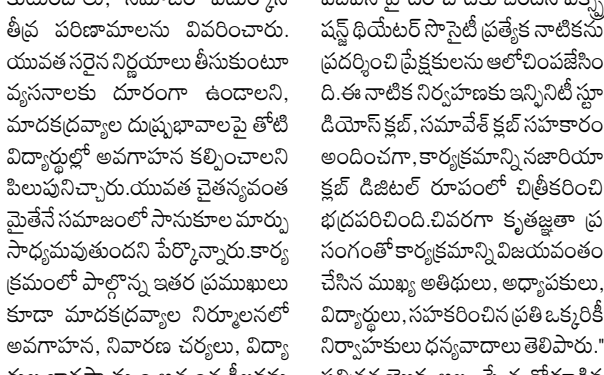 తీవ్ర పరిణామాలను వివరించారు.
యువత సరైన నిర్ణయాలు తీసుకుంటూ
వ్యసనాలకు దూరంగా ఉండాలని,
మాదకద్రవ్యాల దుష్ప్రభావాలపై తోటి
విద్యార్థుల్లో అవగాహన కల్పించాలని
పిలుపునిచ్చారు.యువత చైతన్యవంత
మైతేనే సమాజంలో సానుకూల మార్పు
సాధ్యమవుతుందని పేర్కొన్నారు.కార్య
క్రమంలో పాల్గొన్న ఇతర ప్రముఖులు
కూడా మాదకద్రవ్యాల నిర్మూలనలో
అవగాహన, నివారణ చర్యలు, విద్యా
షన్జ్ థియేటర్ సొసైటీ ప్రత్యేక నాటికను
ప్రదర్శించి ప్రేక్షకులను ఆలోచింపజేసిం
ది.ఈ నాటిక నిర్వహణకు ఇన్ఫినిటీ స్టూ
డియోస్ క్లబ్, సమావేశ్ క్లబ్ సహకారం
అందించగా, కార్యక్రమాన్ని నజారియా
క్లబ్ డిజిటల్ రూపంలో చిత్రీకరించి
భద్రపరిచింది.చివరగా కృతజ్ఞతా ప్ర
సంగంతో కార్యక్రమాన్ని విజయవంతం
చేసిన ముఖ్య అతిథులు, అధ్యాపకులు,
విద్యార్థులు, సహకరించిన ప్రతి ఒక్కరికీ
నిర్వాహకులు ధన్యవాదాలు తెలిపారు."